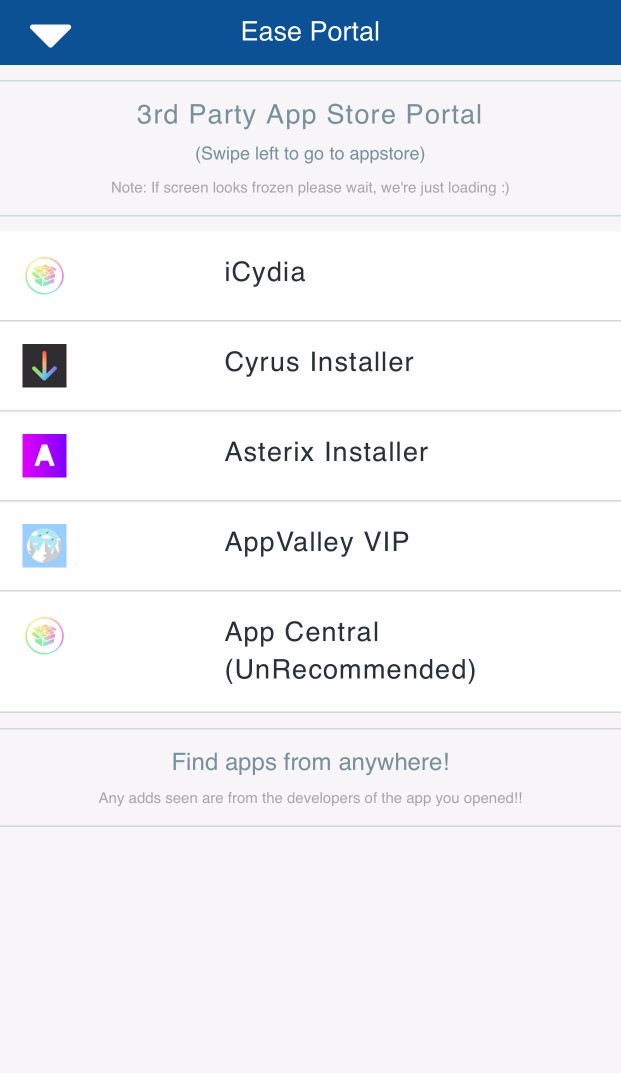 Ease Portal
3rd Party App Store Portal
(Swipe left to go to appstore)
Note: If screen looks frozen please wait, we're just loading :)
iCydia
Cyrus Installer
A
Asterix Installer
AppValley VIP
App Central
(UnRecommended)
Find apps from anywhere!
Any adds seen are from the developers of the app you opened!!